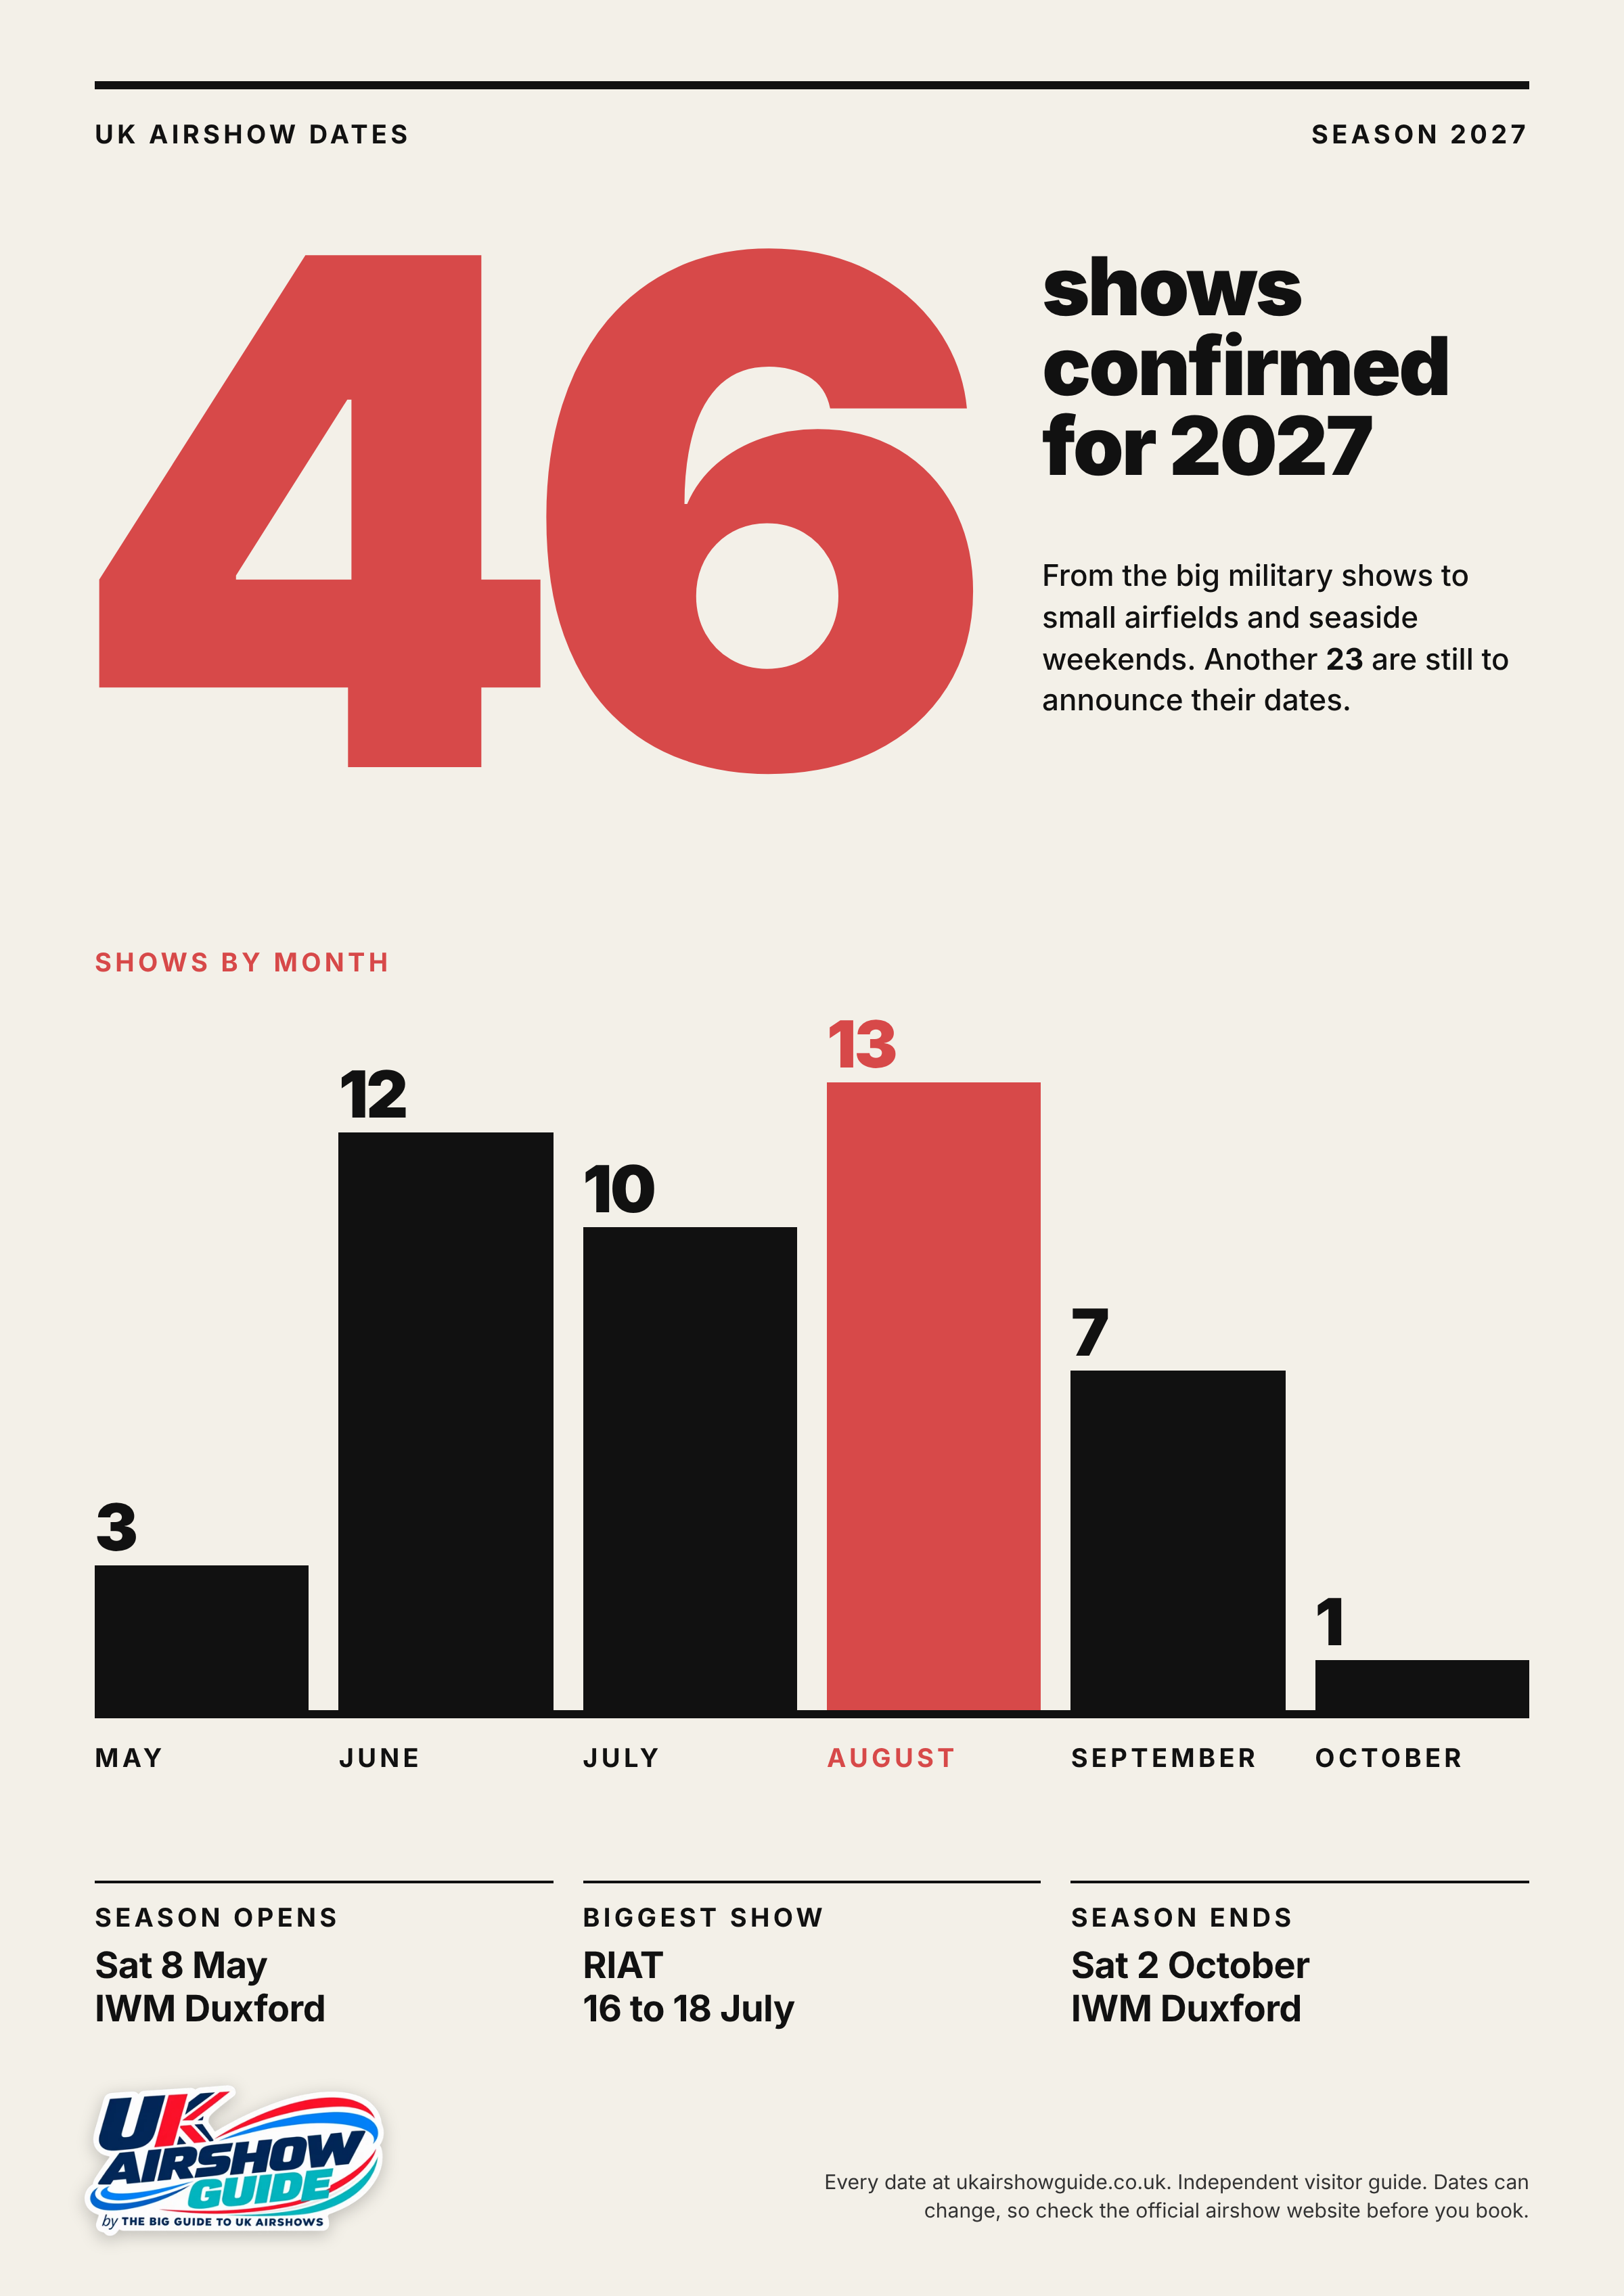 UK AIRSHOW DATES
SEASON 2027
46
shows
confirmed
for 2027
From the big military shows to
small airfields and seaside
weekends. Another 23 are still to
announce their dates.
SHOWS BY MONTH
3
12
10
13
7
1
MAY
JUNE
JULY
AUGUST
SEPTEMBER
OCTOBER
SEASON OPENS
Sat 8 May
IWM Duxford
BIGGEST SHOW
RIAT
16 to 18 July
SEASON ENDS
Sat 2 October
IWM Duxford
UK
AIRSHOW
GUIDE
by THE BIG GUIDE TO UK AIRSHOWS
Every date at ukairshowguide.co.uk. Independent visitor guide. Dates can
change, so check the official airshow website before you book.